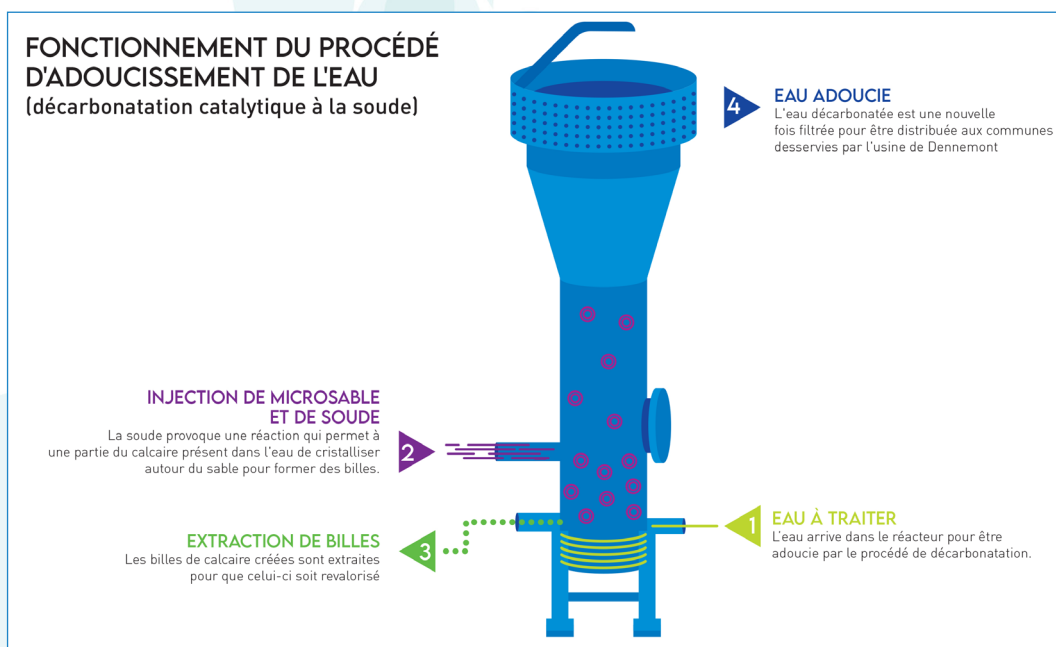 FONCTIONNEMENT DU PROCÉDÉ
D'ADOUCISSEMENT DE L'EAU
(décarbonatation catalytique à la soude)
4
EAU ADOUCIE
L'eau décarbonatée est une nouvelle
fois filtrée pour être distribuée aux communes
desservies par l'usine de Dennemont
INJECTION DE MICROSABLE
ET DE SOUDE
La soude provoque une réaction qui permet à
une partie du calcaire présent dans l'eau de cristalliser
autour du sable pour former des billes.
2
1
EAU À TRAITER
L'eau arrive dans le réacteur pour être
adoucie par le procédé de décarbonatation.
EXTRACTION DE BILLES
Les billes de calcaire créées sont extraites
pour que celui-ci soit revalorisé
3